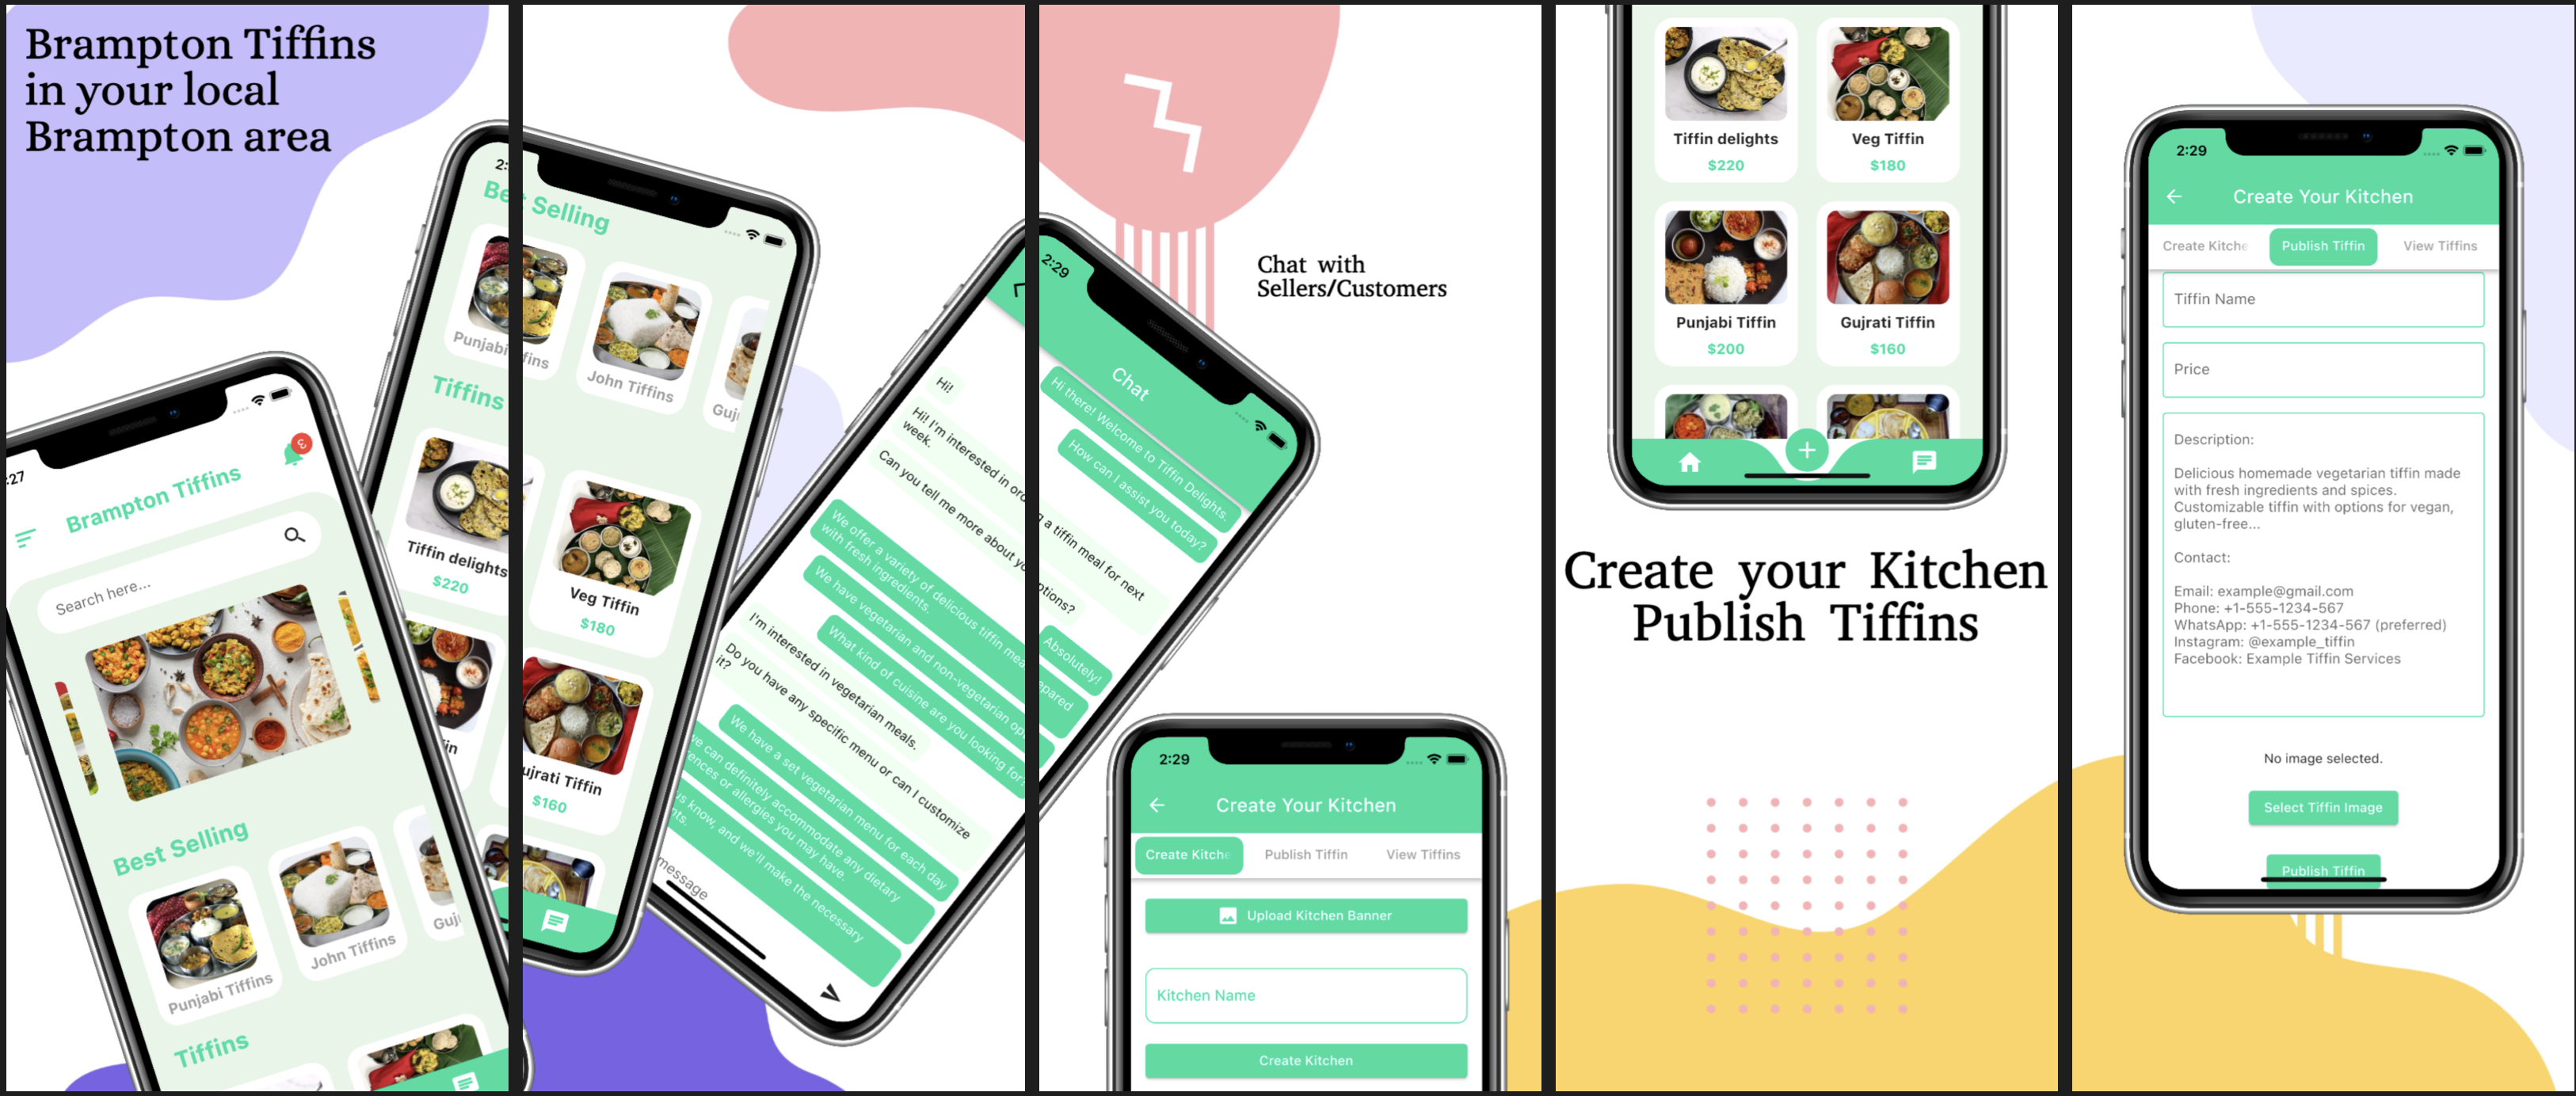 Brampton Tiffins
in your local
Brampton area
:27
3
Brampton Tiffins
Search here...
Best Selling
Punjabi Tiffins
John Tiffins
Guj
Tiffins
2:
Best Selling
Punjabi
fins
John Tiffins
Guj
Tiffins
Tiffin delights
$220
Veg Tiffin
$180
in
ujrati Tiffin
$160
2:29
Chat
Hi there! Welcome to Tiffin Delights.
How can I assist you today?
Hi!
Hi! I'm interested in ord
g a tiffin meal for next
week.
Can you tell me more about yo
ptions?
Absolutely!
We offer a variety of delicious tiffin mea
epared
with fresh ingredients.
We have vegetarian and non-vegetarian op
What kind of cuisine are you looking for?
I'm interested in vegetarian meals.
Do you have any specific menu or can I customize
it?
We have a set vegetarian menu for each day
we can definitely accommodate any dietary
ences or allergies you may have.
us know, and we'll make the necessary
nts.
message
Chat with
Sellers/Customers
2:29
Create Your Kitchen
Create Kitche
Publish Tiffin
View Tiffins
Upload Kitchen Banner
Kitchen Name
Create Kitchen
Tiffin delights
$220
Veg Tiffin
$180
Punjabi Tiffin
$200
Gujrati Tiffin
$160
Create your Kitchen
Publish Tiffins
2:29
Create Your Kitchen
Create Kitche
Publish Tiffin
View Tiffins
Tiffin Name
Price
Description:
Delicious homemade vegetarian tiffin made
with fresh ingredients and spices.
Customizable tiffin with options for vegan,
gluten-free...
Contact:
Email: example@gmail.com
Phone: +1-555-1234-567
WhatsApp: +1-555-1234-567 (preferred)
Instagram: @example_tiffin
Facebook: Example Tiffin Services
No image selected.
Select Tiffin Image
Publish Tiffin